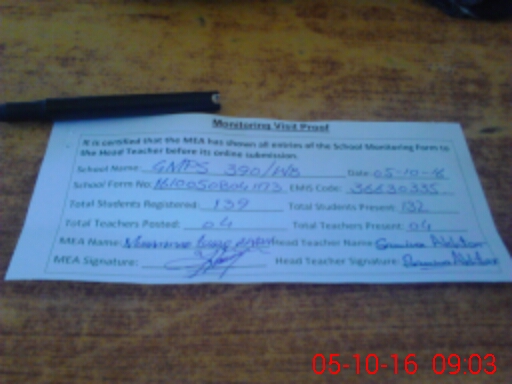 Monitoring Visit Proof
It is certified that the MEA has shown all entries of the School Monitoring Form to
the Head Teacher before its online submission.
School Name: GMPS 390/WB Date: 05-10-16
School Form No: EMIS Code: 36630335
Total Students Registered: 139 Total Students Present: 132
Total Teachers Posted: 04 Total Teachers Present: 04
MEA Name: Head Teacher Name:
MEA Signature: Head Teacher Signature:
05-10-16 09:03